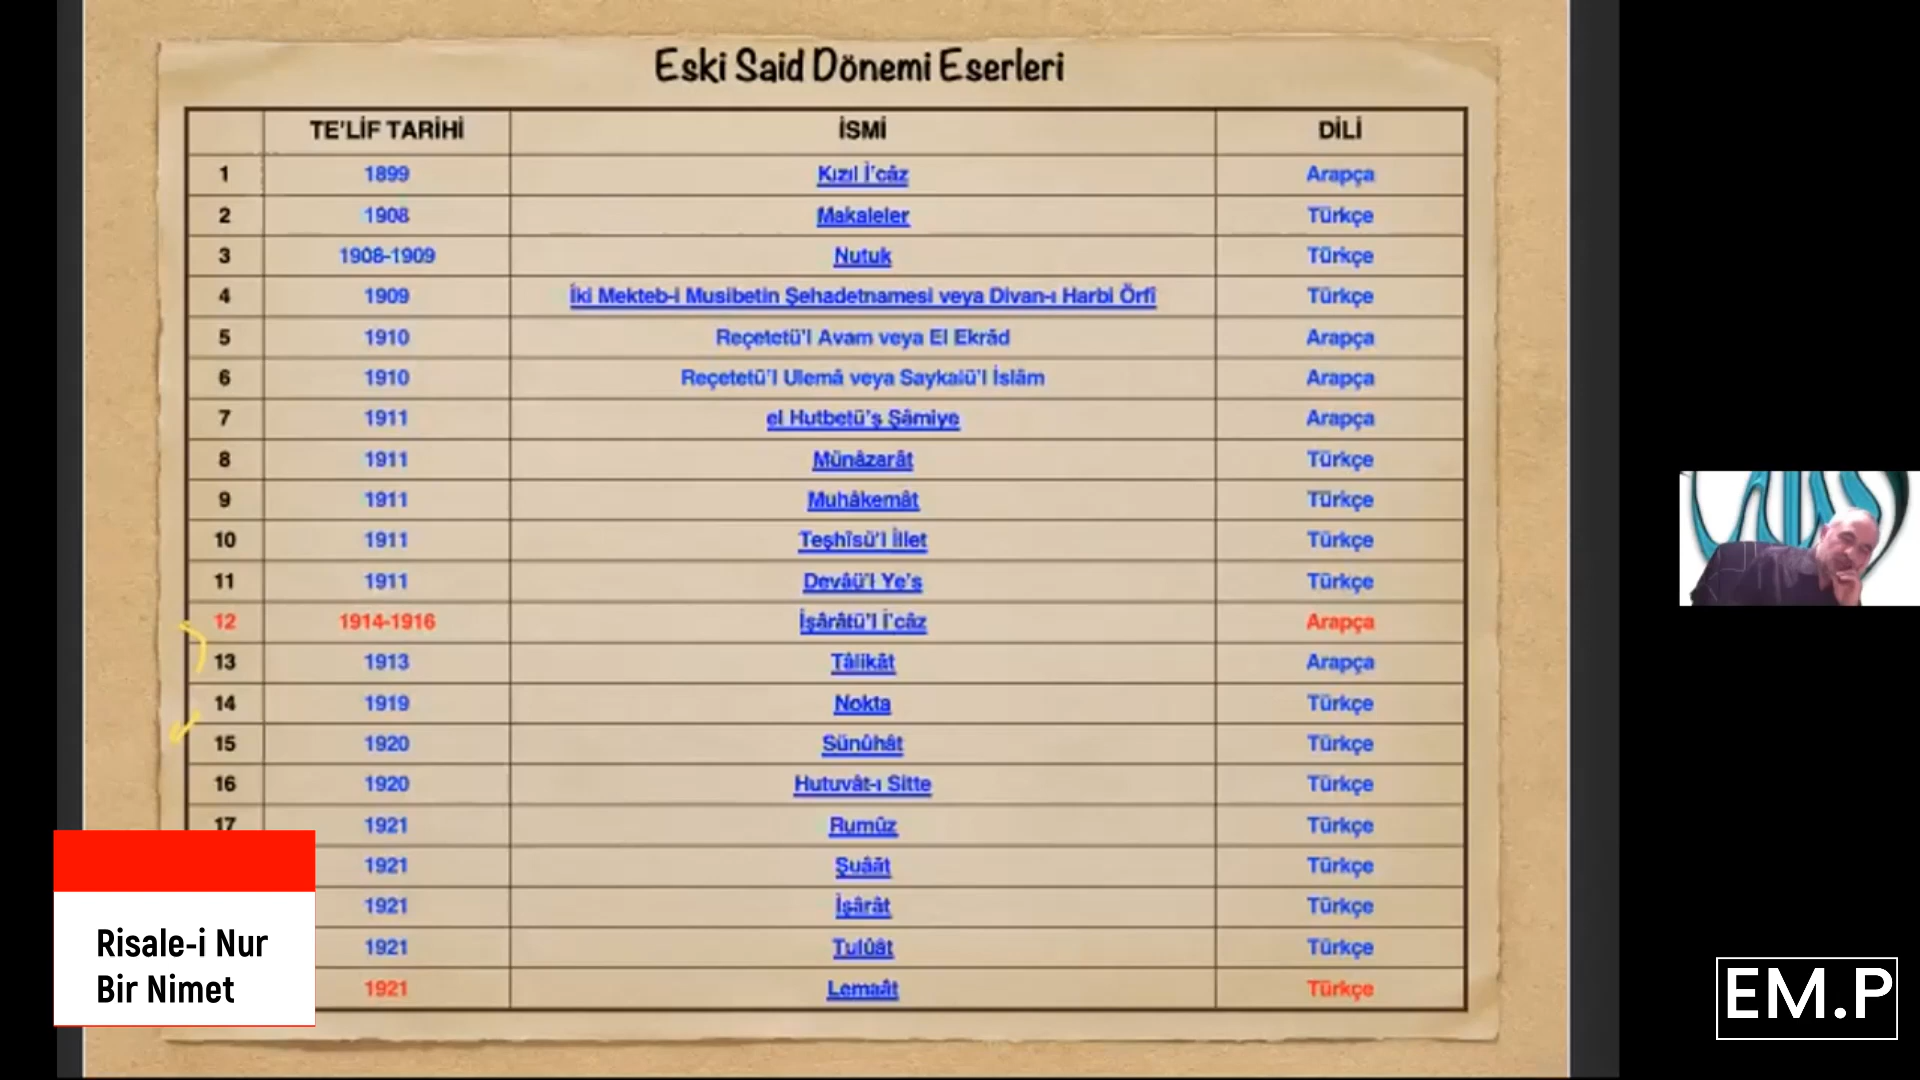 Eski Said Dönemi Eserleri
TE'LİF TARİHİ İSMİ DİLİ
1 1899 Kızıl İ'câz Arapça
2 1908 Makaleler Türkçe
3 1908-1909 Nutuk Türkçe
4 1909 İki Mekteb-i Musibetin Şehadetnamesi veya Divan-ı Harbi Örfî Türkçe
5 1910 Reçetetü'l Avam veya El Ekrâd Arapça
6 1910 Reçetetü'l Ulemâ veya Saykalü'l İslâm Arapça
7 1911 el Hutbetü'ş Şâmiye Arapça
8 1911 Münâzarât Türkçe
9 1911 Muhâkemât Türkçe
10 1911 Teşhîsü'l İllet Türkçe
11 1911 Devâü'l Ye's Türkçe
12 1914-1916 İşârâtü'l İ'câz Arapça
13 1913 Tâlikât Arapça
14 1919 Nokta Türkçe
15 1920 Sünûhât Türkçe
16 1920 Hutuvât-ı Sitte Türkçe
17 1921 Rumûz Türkçe
1921 Şuâât Türkçe
1921 İşârât Türkçe
1921 Tulûât Türkçe
1921 Lemaât Türkçe
Risale-i Nur
Bir Nimet
EM.P